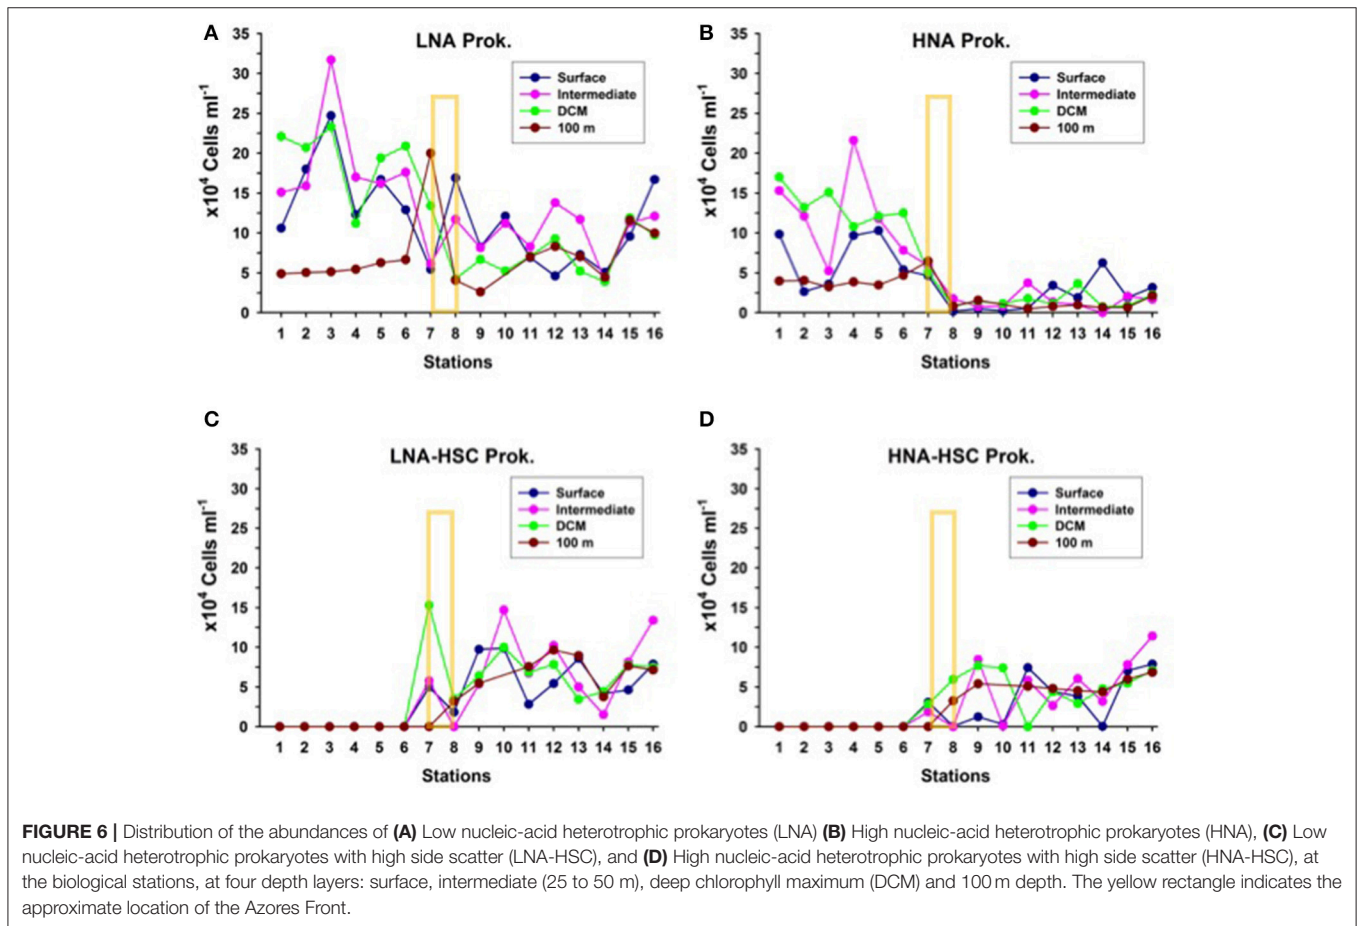 A
LNA Prok.
35
30
25
20
15
10
5
0
x10⁴ Cells ml⁻¹
Surface
Intermediate
DCM
100 m
1 2 3 4 5 6 7 8 9 10 11 12 13 14 15 16
Stations
B
HNA Prok.
35
30
25
20
15
10
5
0
x10⁴ Cells ml⁻¹
Surface
Intermediate
DCM
100 m
1 2 3 4 5 6 7 8 9 10 11 12 13 14 15 16
Stations
C
LNA-HSC Prok.
35
30
25
20
15
10
5
0
x10⁴ Cells ml⁻¹
Surface
Intermediate
DCM
100 m
1 2 3 4 5 6 7 8 9 10 11 12 13 14 15 16
Stations
D
HNA-HSC Prok.
35
30
25
20
15
10
5
0
x10⁴ Cells ml⁻¹
Surface
Intermediate
DCM
100 m
1 2 3 4 5 6 7 8 9 10 11 12 13 14 15 16
Stations
FIGURE 6 | Distribution of the abundances of (A) Low nucleic-acid heterotrophic prokaryotes (LNA) (B) High nucleic-acid heterotrophic prokaryotes (HNA), (C) Low
nucleic-acid heterotrophic prokaryotes with high side scatter (LNA-HSC), and (D) High nucleic-acid heterotrophic prokaryotes with high side scatter (HNA-HSC), at
the biological stations, at four depth layers: surface, intermediate (25 to 50 m), deep chlorophyll maximum (DCM) and 100 m depth. The yellow rectangle indicates the
approximate location of the Azores Front.